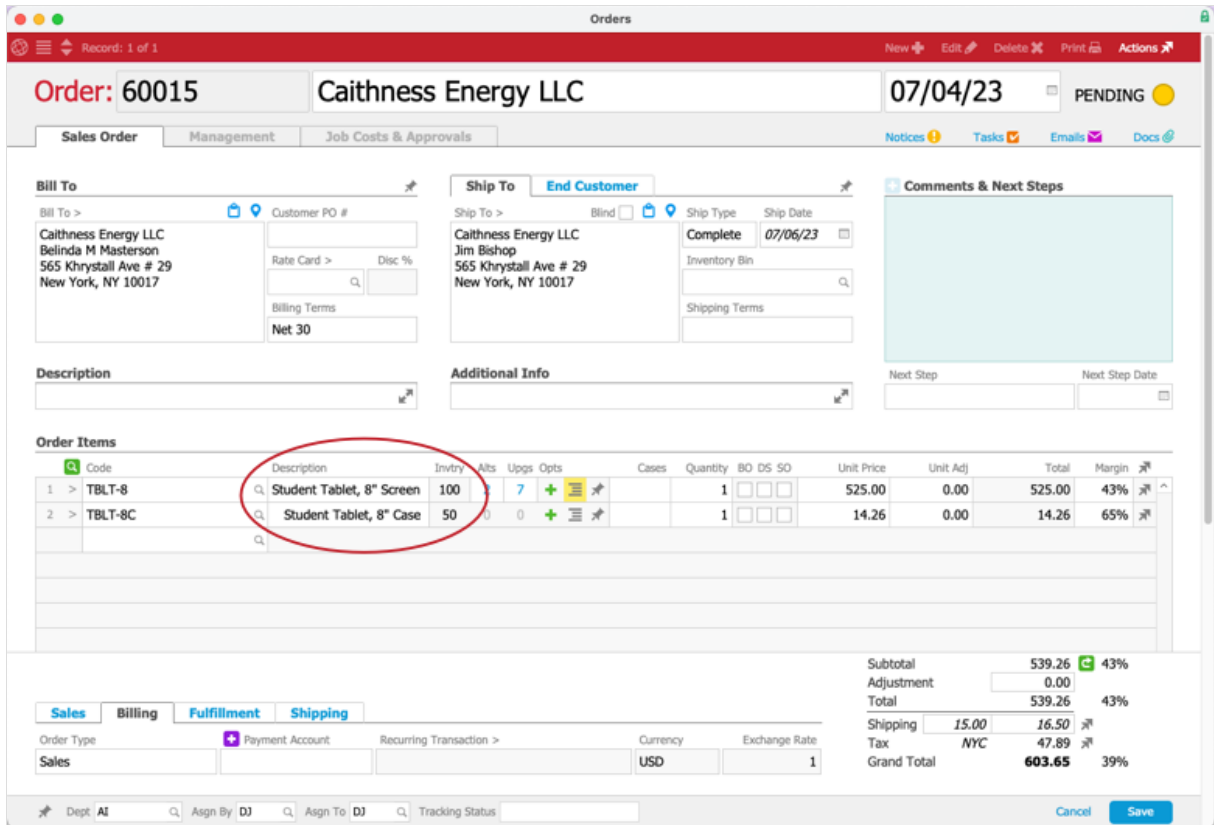 Orders
Record: 1 of 1 New Edit Delete Print Actions
Order: 60015 Caithness Energy LLC 07/04/23 PENDING
Sales Order Management Job Costs & Approvals Notices Tasks Emails Docs
Bill To Ship To End Customer Comments & Next Steps
Bill To > Customer PO # Ship To > Blind Ship Type Ship Date
Caithness Energy LLC Caithness Energy LLC Complete 07/06/23
Belinda M Masterson Jim Bishop
565 Khrystall Ave # 29 Rate Card > Disc % 565 Khrystall Ave # 29 Inventory Bin
New York, NY 10017 New York, NY 10017
Billing Terms Shipping Terms
Net 30
Description Additional Info Next Step Next Step Date
Order Items
Code Description Invtry Alts Upgs Opts Cases Quantity BO DS SO Unit Price Unit Adj Total Margin
1 > TBLT-8 Student Tablet, 8" Screen 100 2 7 1 525.00 0.00 525.00 43%
2 > TBLT-8C Student Tablet, 8" Case 50 0 0 1 14.26 0.00 14.26 65%
Subtotal 539.26 43%
Adjustment 0.00
Total 539.26 43%
Sales Billing Fulfillment Shipping
Shipping 15.00 16.50
Order Type Payment Account Recurring Transaction > Currency Exchange Rate
Tax NYC 47.89
Sales USD 1
Grand Total 603.65 39%
Dept AI Asgn By DJ Asgn To DJ Tracking Status Cancel Save